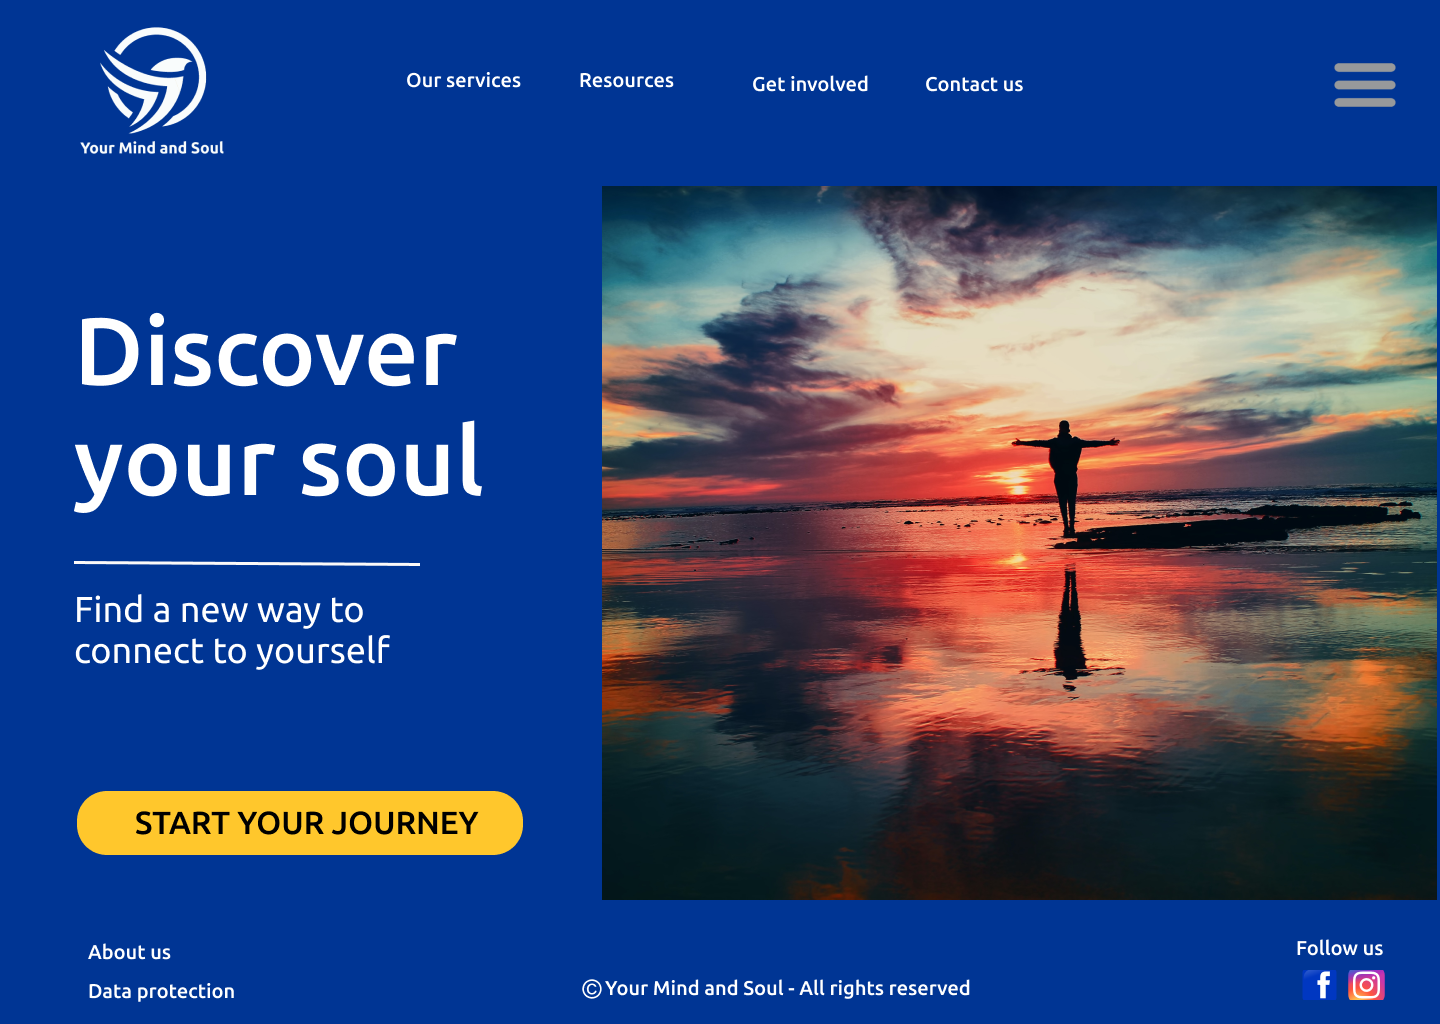 Your Mind and Soul
Our services
Resources
Get involved
Contact us
Discover
your soul
Find a new way to
connect to yourself
START YOUR JOURNEY
About us
Data protection
©Your Mind and Soul - All rights reserved
Follow us